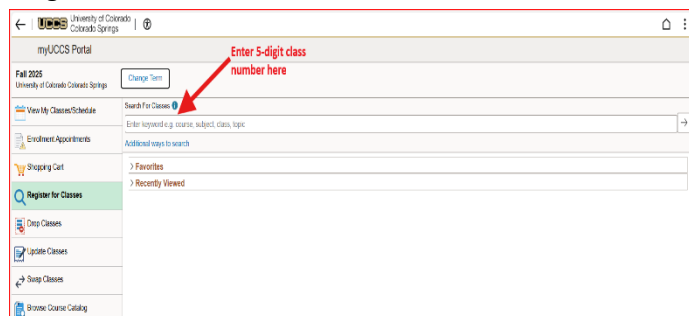 UCCS University of Colorado
Colorado Springs
myUCCS Portal
Enter 5-digit class
number here
Fall 2025
University of Colorado Colorado Springs
Change Term
View My Classes/Schedule
Search For Classes
Enter keyword e.g. course, subject, class, topic
Enrollment Appointments
Additional ways to search
Shopping Cart
Favorites
Recently Viewed
Register for Classes
Drop Classes
Update Classes
Swap Classes
Browse Course Catalog